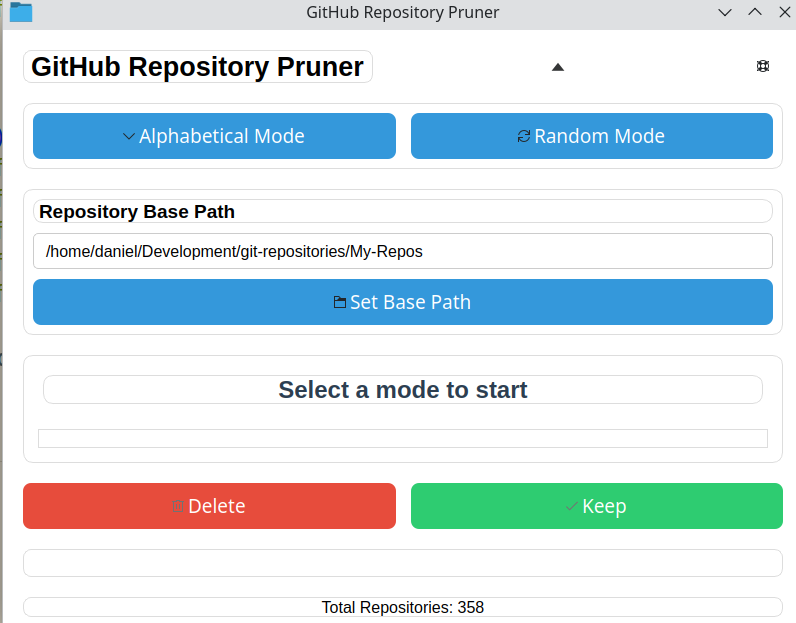 GitHub Repository Pruner
GitHub Repository Pruner
Alphabetical Mode
Random Mode
Repository Base Path
/home/daniel/Development/git-repositories/My-Repos
Set Base Path
Select a mode to start
Delete
Keep
Total Repositories: 358